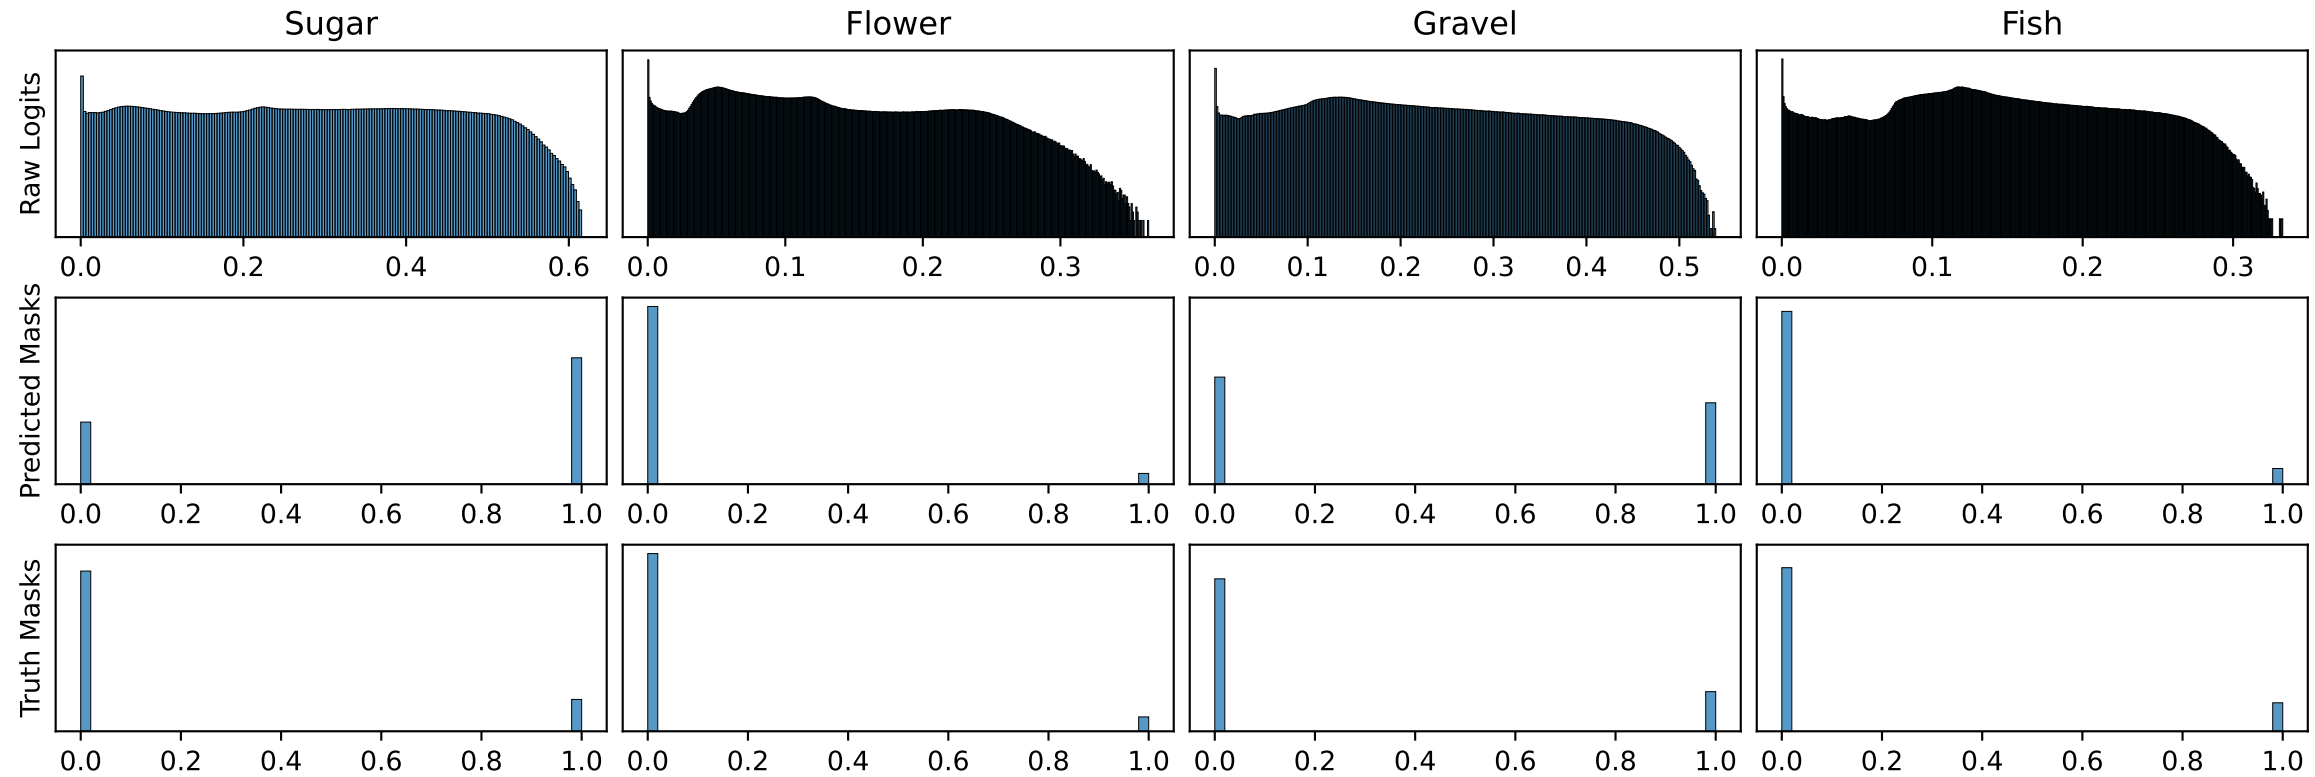 Sugar Flower Gravel Fish
Raw Logits
0.0 0.2 0.4 0.6 0.0 0.1 0.2 0.3 0.0 0.1 0.2 0.3 0.4 0.5 0.0 0.1 0.2 0.3
Predicted Masks
0.0 0.2 0.4 0.6 0.8 1.0 0.0 0.2 0.4 0.6 0.8 1.0 0.0 0.2 0.4 0.6 0.8 1.0 0.0 0.2 0.4 0.6 0.8 1.0
Truth Masks
0.0 0.2 0.4 0.6 0.8 1.0 0.0 0.2 0.4 0.6 0.8 1.0 0.0 0.2 0.4 0.6 0.8 1.0 0.0 0.2 0.4 0.6 0.8 1.0